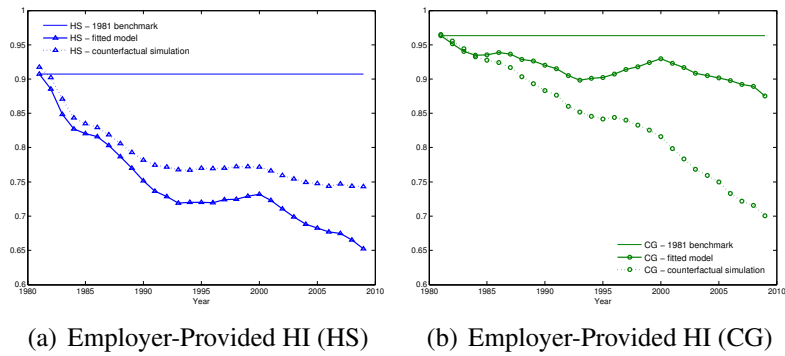 1
0.95
0.9
0.85
0.8
0.75
0.7
0.65
0.6
1980 1985 1990 1995 2000 2005 2010
Year
HS − 1981 benchmark
HS − fitted model
HS − counterfactual simulation
(a) Employer-Provided HI (HS)
1
0.95
0.9
0.85
0.8
0.75
0.7
0.65
0.6
1980 1985 1990 1995 2000 2005 2010
Year
CG − 1981 benchmark
CG − fitted model
CG − counterfactual simulation
(b) Employer-Provided HI (CG)